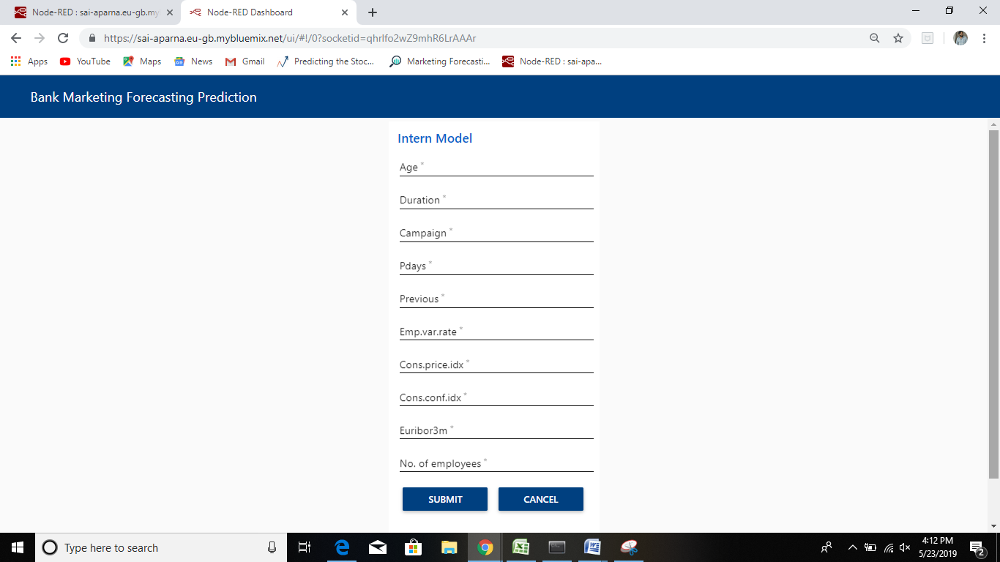 Node-RED : sai-aparna.eu-gb.my
Node-RED Dashboard
https://sai-aparna.eu-gb.mybluemix.net/ui/#!/0?socketid=qhrlfo2wZ9mhR6LrAAAr
Apps YouTube Maps News Gmail Predicting the Stoc... Marketing Forecasti... Node-RED : sai-apa...
Bank Marketing Forecasting Prediction
Intern Model
Age *
Duration *
Campaign *
Pdays *
Previous *
Emp.var.rate *
Cons.price.idx *
Cons.conf.idx *
Euribor3m *
No. of employees *
SUBMIT CANCEL
Type here to search
4:12 PM
5/23/2019
2